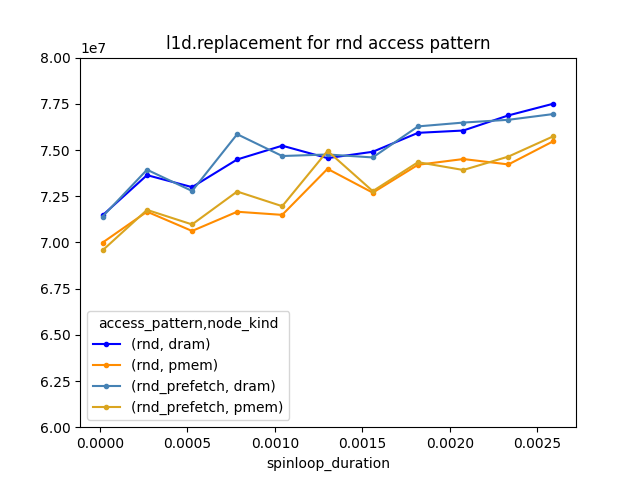 l1d.replacement for rnd access pattern
1e7
8.00
7.75
7.50
7.25
7.00
6.75
6.50
6.25
6.00
access_pattern,node_kind
(rnd, dram)
(rnd, pmem)
(rnd_prefetch, dram)
(rnd_prefetch, pmem)
0.0000 0.0005 0.0010 0.0015 0.0020 0.0025
spinloop_duration